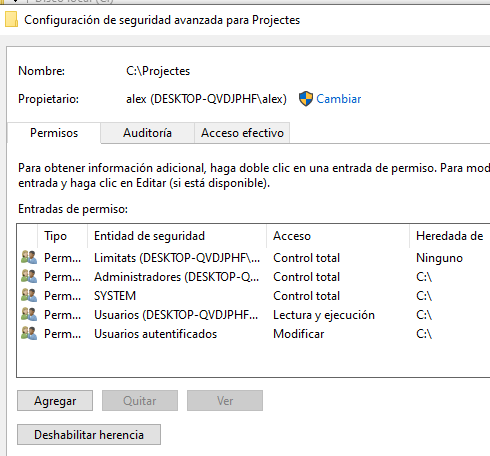 Configuración de seguridad avanzada para Projectes
Nombre: C:\Projectes
Propietario: alex (DESKTOP-QVDJPHF\alex) Cambiar
Permisos Auditoría Acceso efectivo
Para obtener información adicional, haga doble clic en una entrada de permiso. Para mod
entrada y haga clic en Editar (si está disponible).
Entradas de permiso:
Tipo Entidad de seguridad Acceso Heredada de
Perm... Limitats (DESKTOP-QVDJPHF\... Control total Ninguno
Perm... Administradores (DESKTOP-Q... Control total C:\
Perm... SYSTEM Control total C:\
Perm... Usuarios (DESKTOP-QVDJPHF... Lectura y ejecución C:\
Perm... Usuarios autentificados Modificar C:\
Agregar Quitar Ver
Deshabilitar herencia